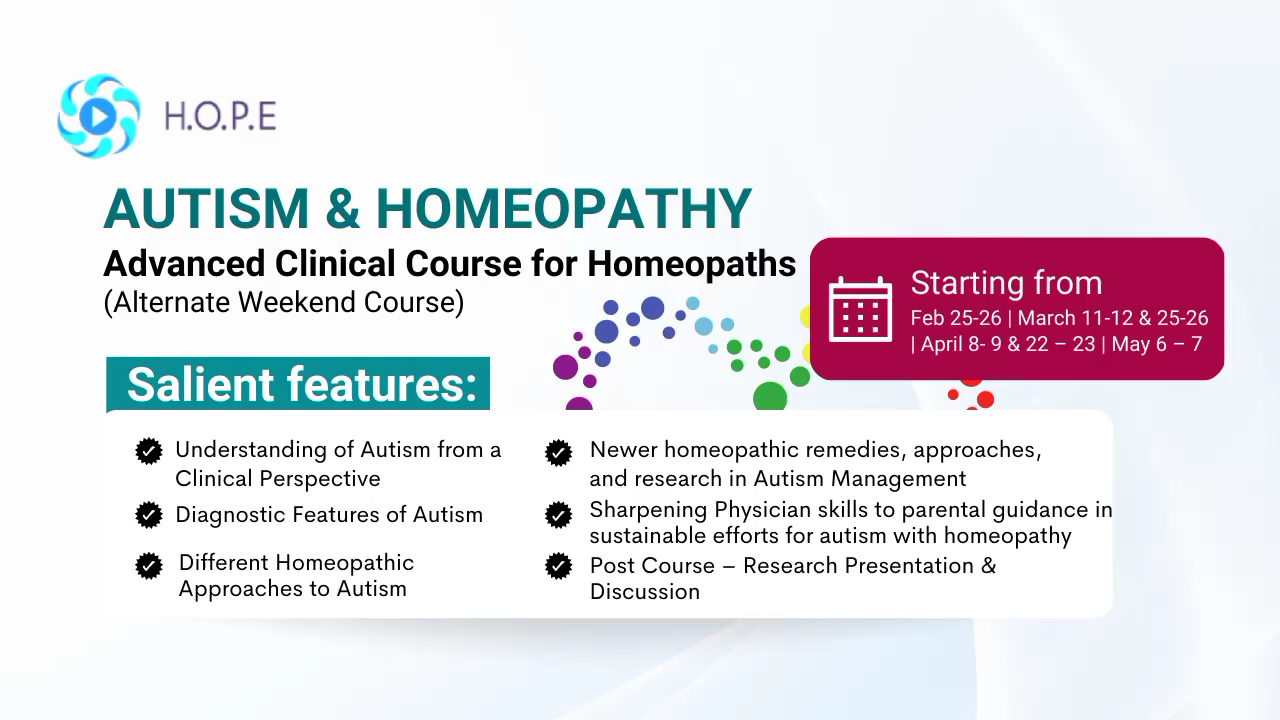 H.O.P.E
AUTISM & HOMEOPATHY
Advanced Clinical Course for Homeopaths
(Alternate Weekend Course)
Starting from
Feb 25-26 | March 11-12 & 25-26
| April 8- 9 & 22 – 23 | May 6 – 7
Salient features:
Understanding of Autism from a
Clinical Perspective
Diagnostic Features of Autism
Different Homeopathic
Approaches to Autism
Newer homeopathic remedies, approaches,
and research in Autism Management
Sharpening Physician skills to parental guidance in
sustainable efforts for autism with homeopathy
Post Course – Research Presentation &
Discussion